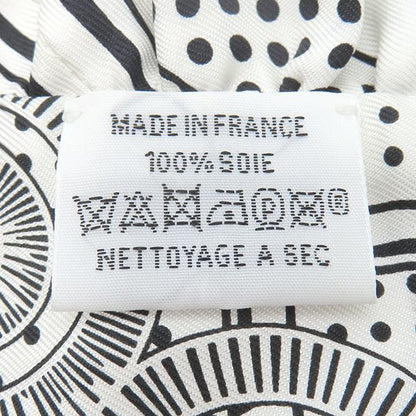 MADE IN FRANCE
100% SOIE
®
NETTOYAGE A SEC